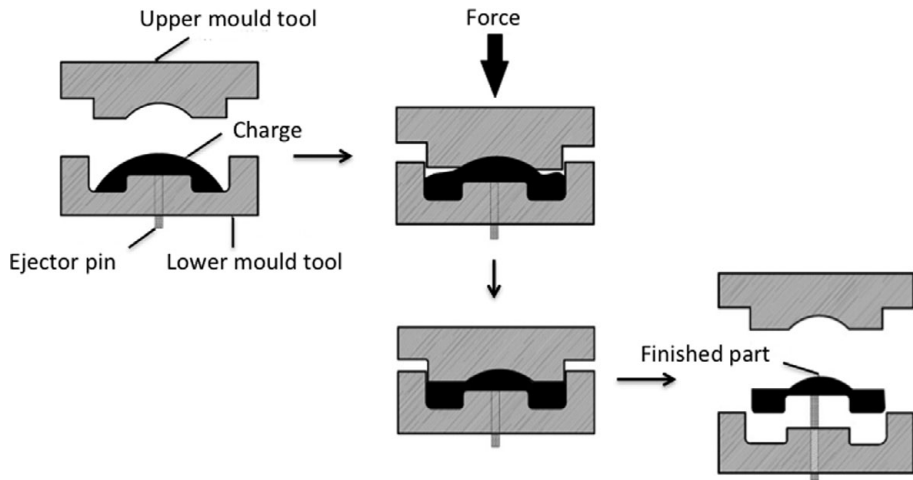 Upper mould tool
Force
Charge
Ejector pin
Lower mould tool
Finished part